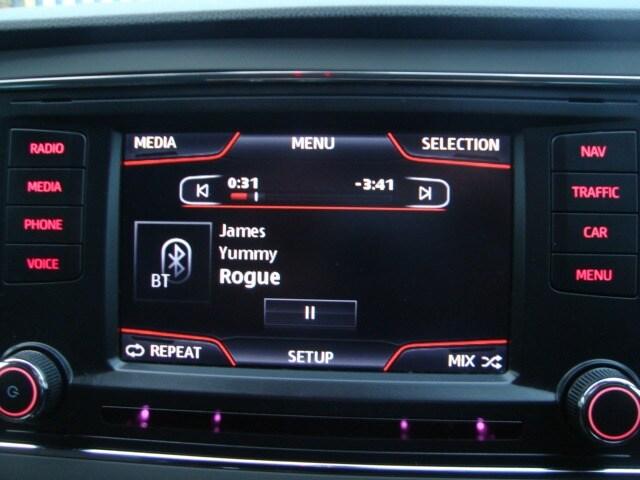 RADIO
MEDIA
PHONE
VOICE
MEDIA MENU SELECTION
0:31 -3:41
James
Yummy
Rogue
BT
REPEAT SETUP MIX
NAV
TRAFFIC
CAR
MENU